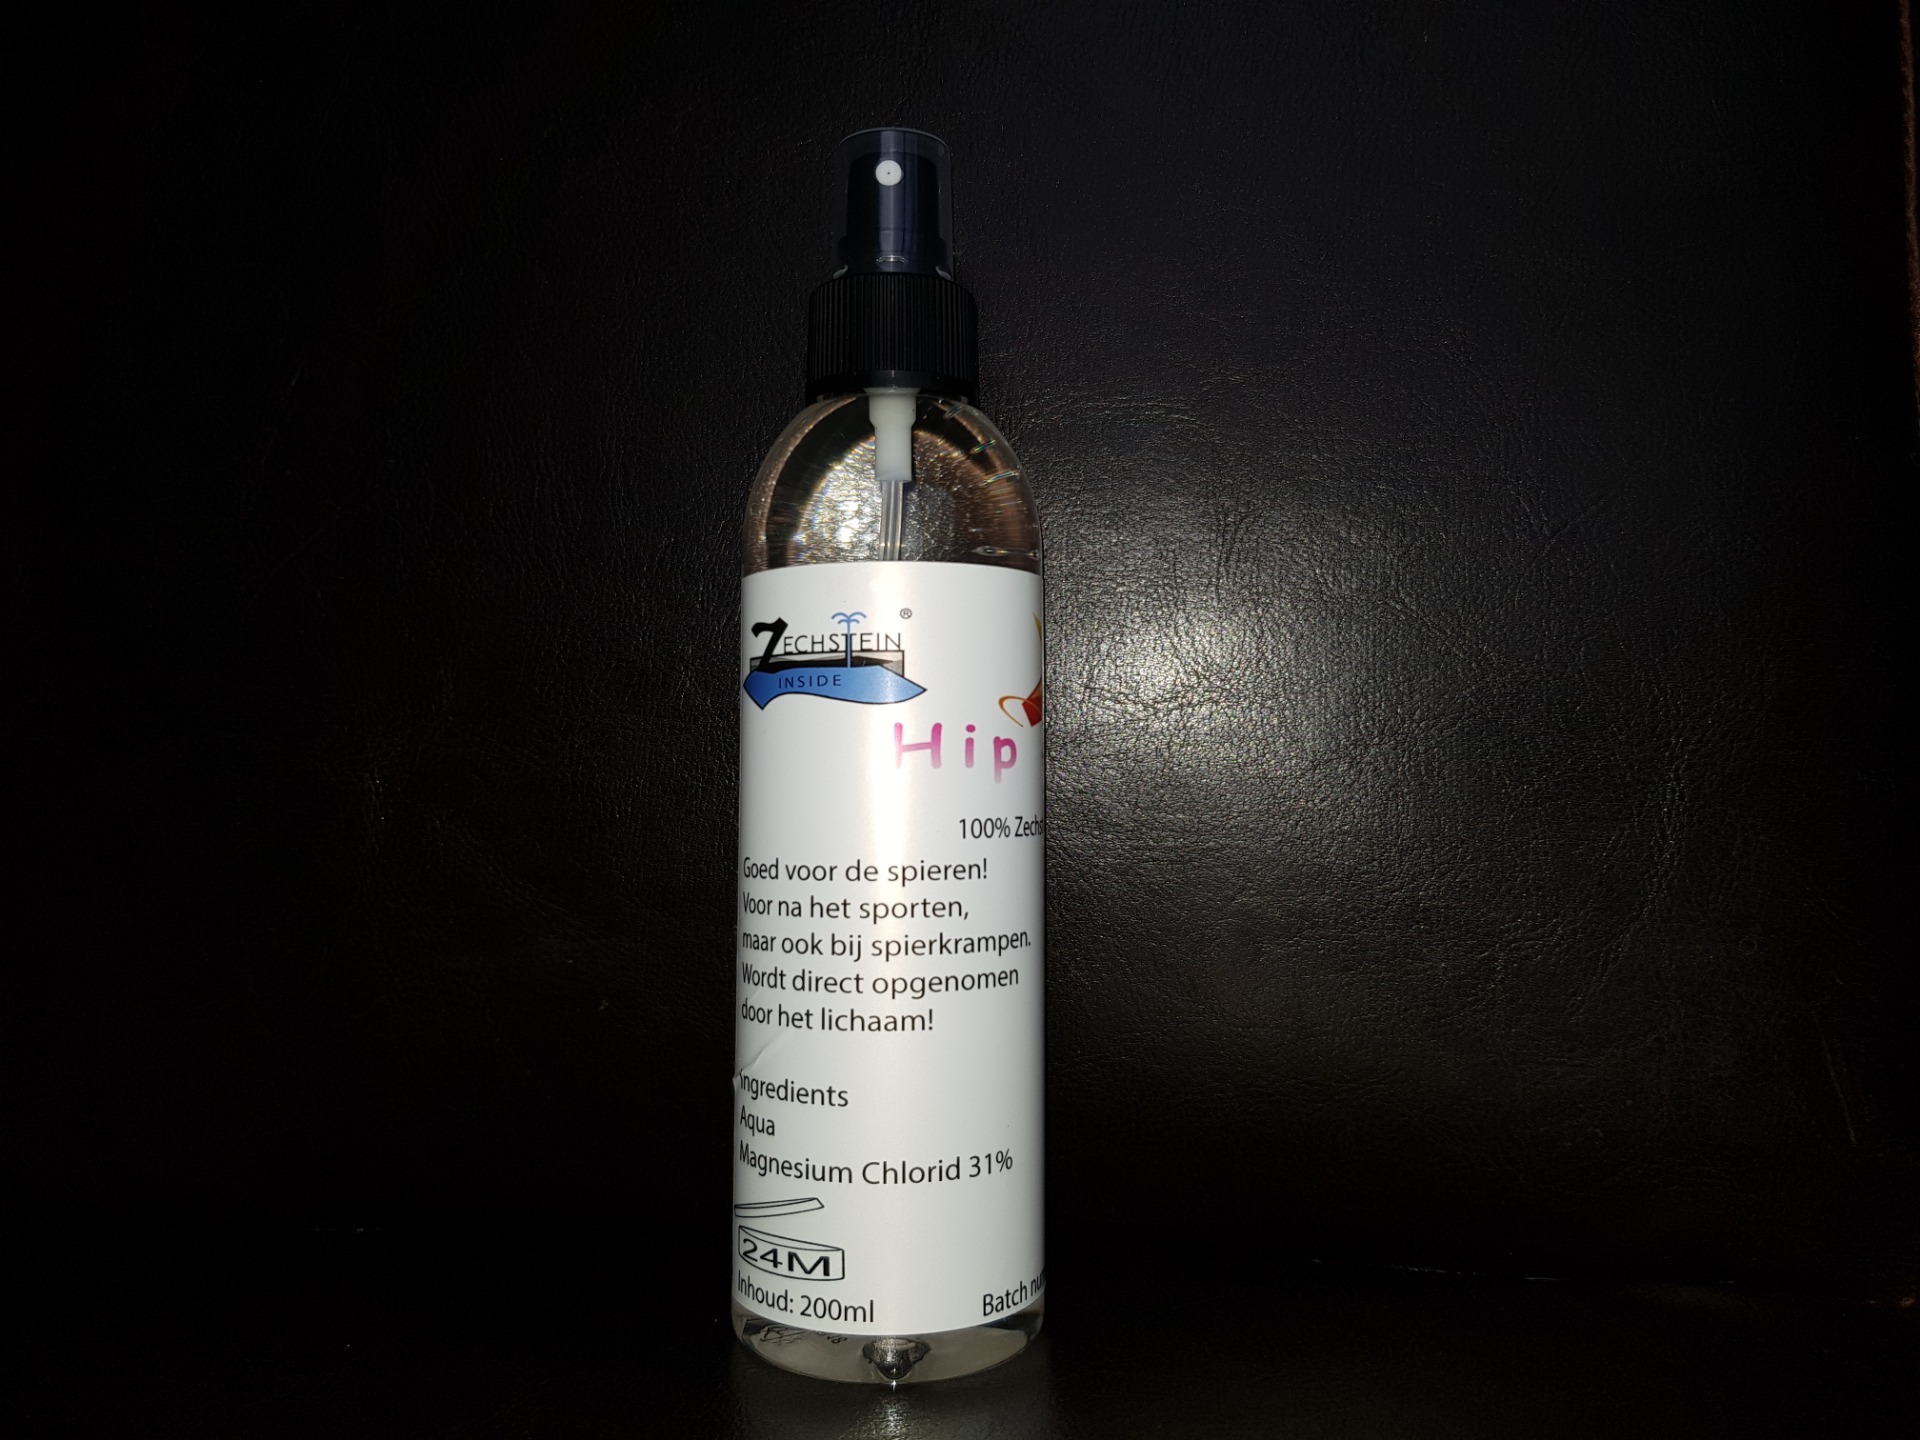 ZECHSTEIN ®
INSIDE
Hip
100%
Goed voor de spieren!
Voor na het sporten,
maar ook bij spierkrampen.
Wordt direct opgenomen
door het lichaam!
Ingredients
Aqua
Magnesium Chlorid 31%
24M
Inhoud: 200ml
Batch